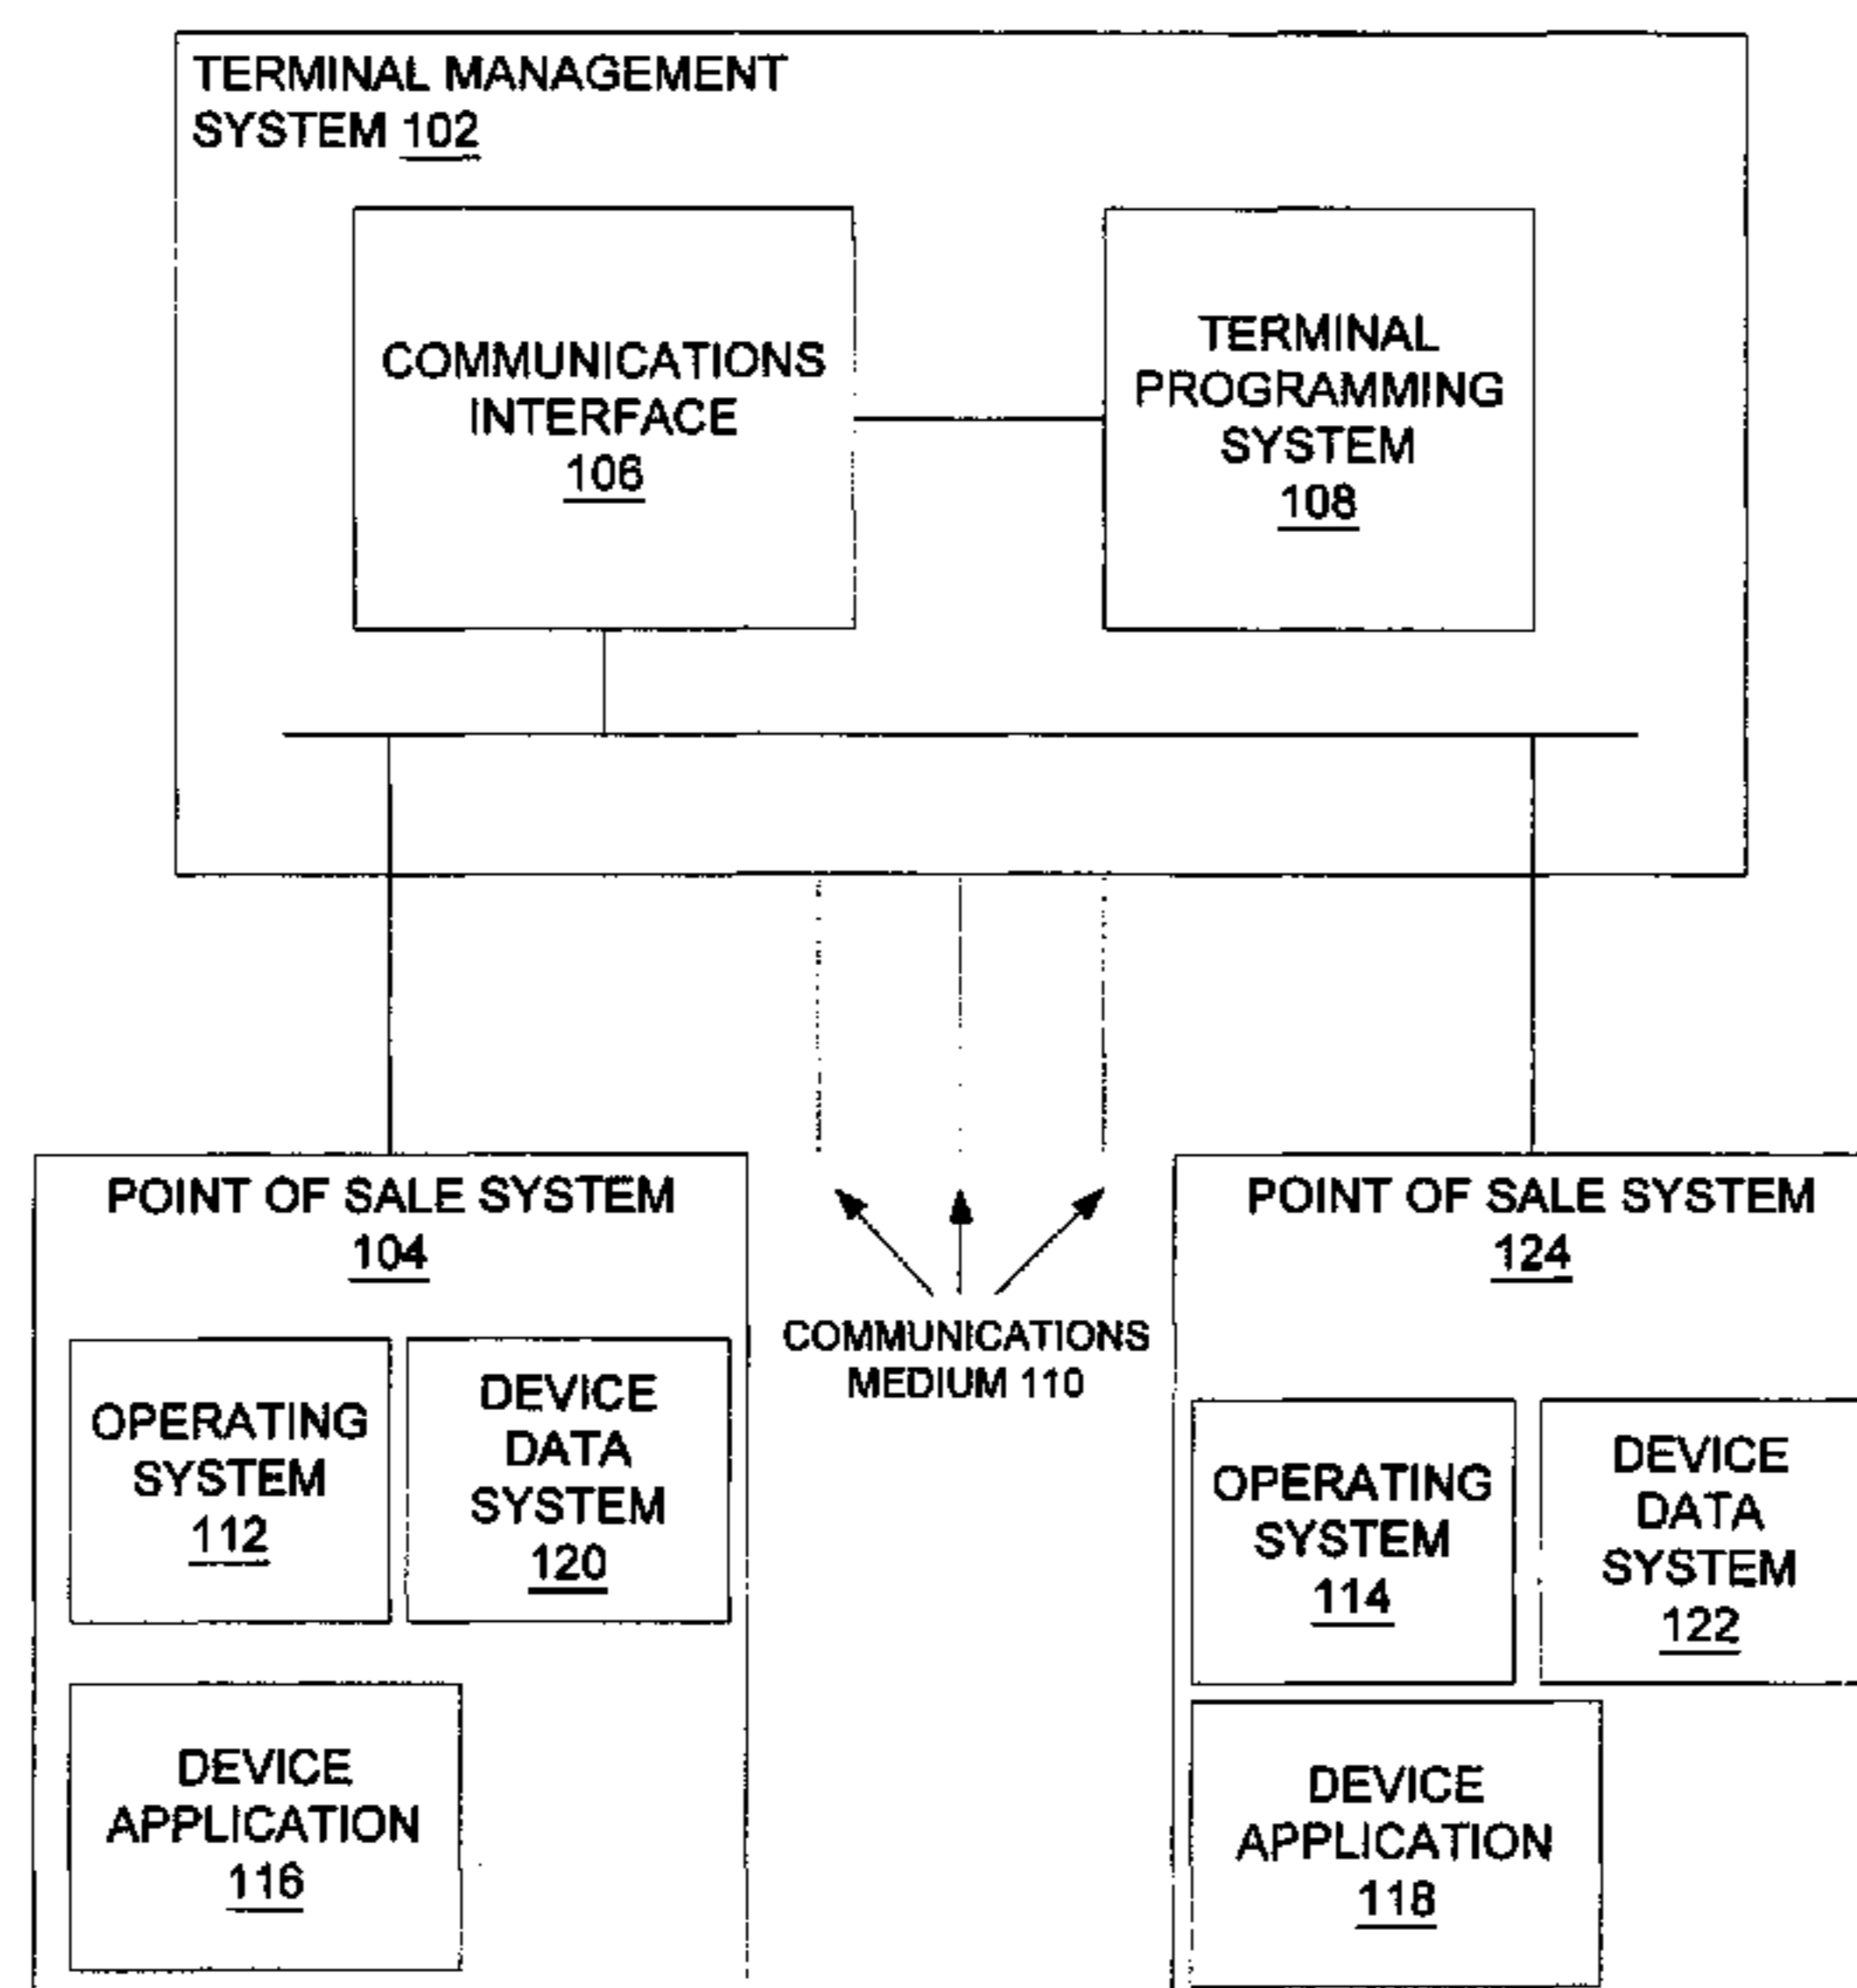 TERMINAL MANAGEMENT
SYSTEM 102
COMMUNICATIONS
INTERFACE
106
TERMINAL
PROGRAMMING
SYSTEM
108
POINT OF SALE SYSTEM
104
OPERATING
SYSTEM
112
DEVICE
DATA
SYSTEM
120
DEVICE
APPLICATION
116
COMMUNICATIONS
MEDIUM 110
POINT OF SALE SYSTEM
124
OPERATING
SYSTEM
114
DEVICE
DATA
SYSTEM
122
DEVICE
APPLICATION
118